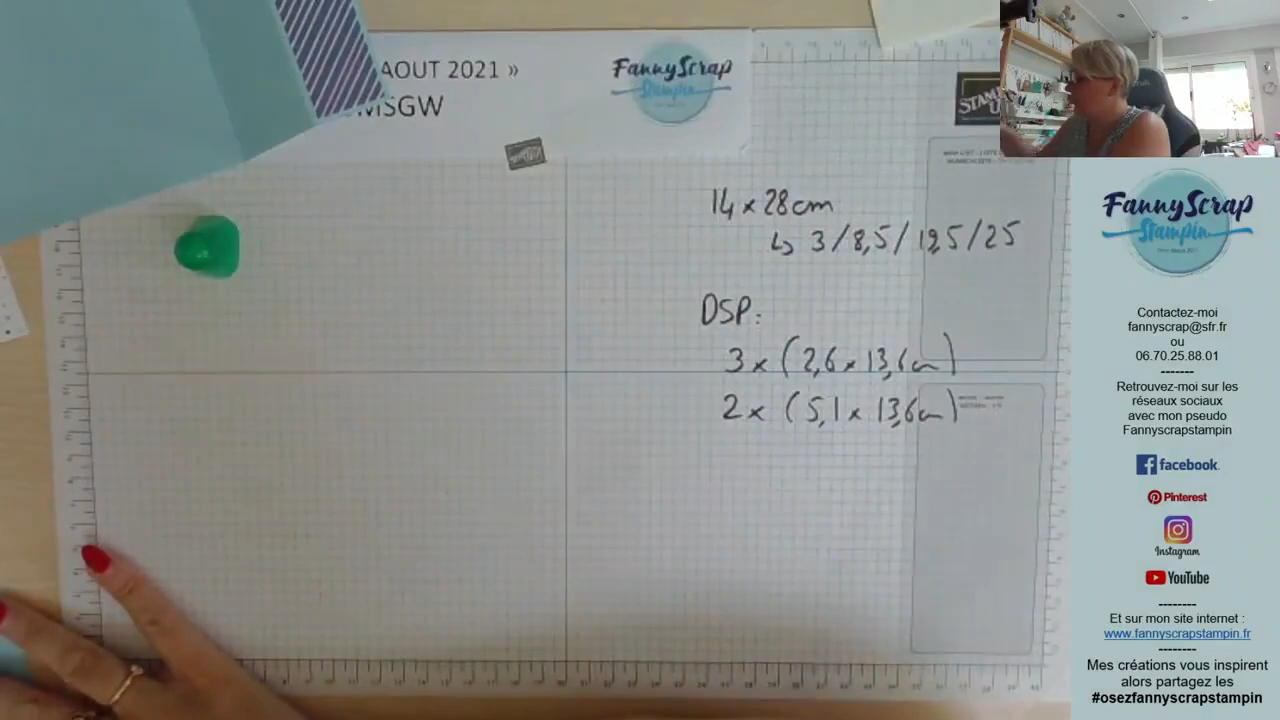 AOUT 2021 »
MSGW
FannyScrap
Stampin
STAMPIN
14 x 28 cm
↳ 3 / 8,5 / 19,5 / 25
DSP:
3 x (2,6 x 13,6 cm)
2 x (5,1 x 13,6 cm)
FannyScrap
Stampin
Contactez-moi
fannyscrap@sfr.fr
ou
06.70.25.88.01
-------
Retrouvez-moi sur les
réseaux sociaux
avec mon pseudo
Fannyscrapstampin
facebook.
Pinterest
Instagram
YouTube
--------
Et sur mon site internet :
www.fannyscrapstampin.fr
--------
Mes créations vous inspirent
alors partagez les
#osezfannyscrapstampin